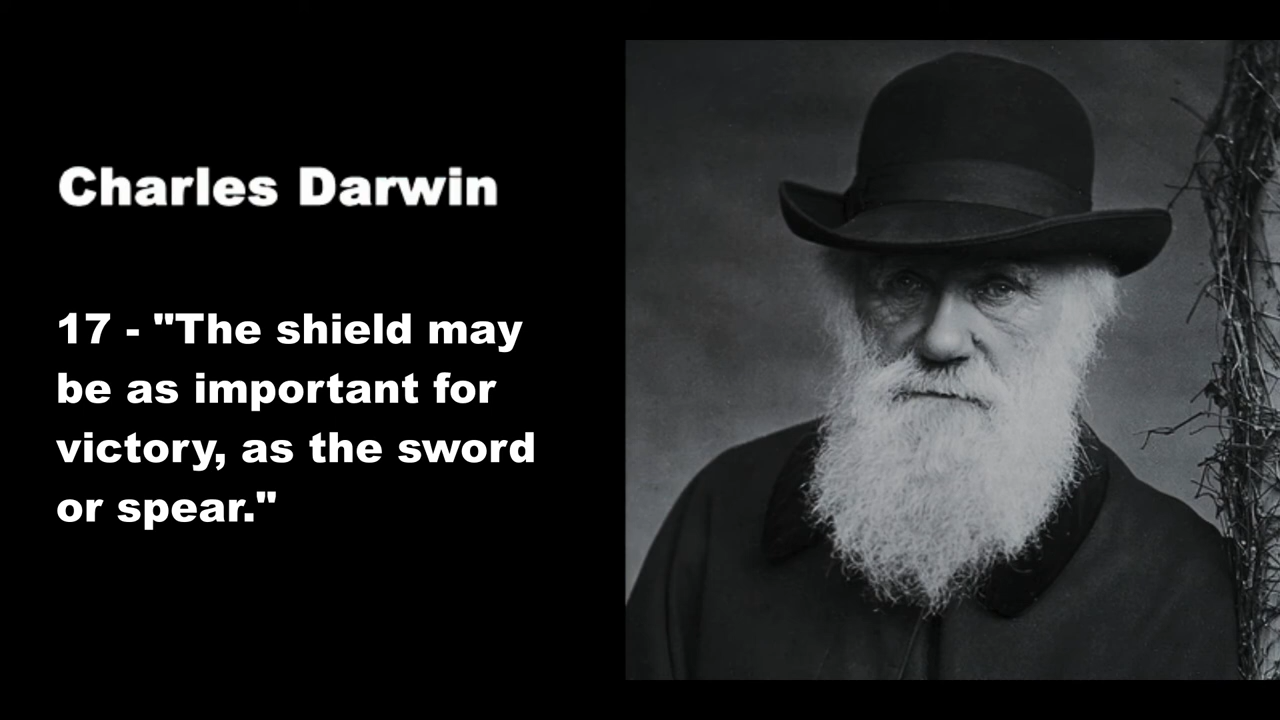 Charles Darwin
17 - "The shield may
be as important for
victory, as the sword
or spear."